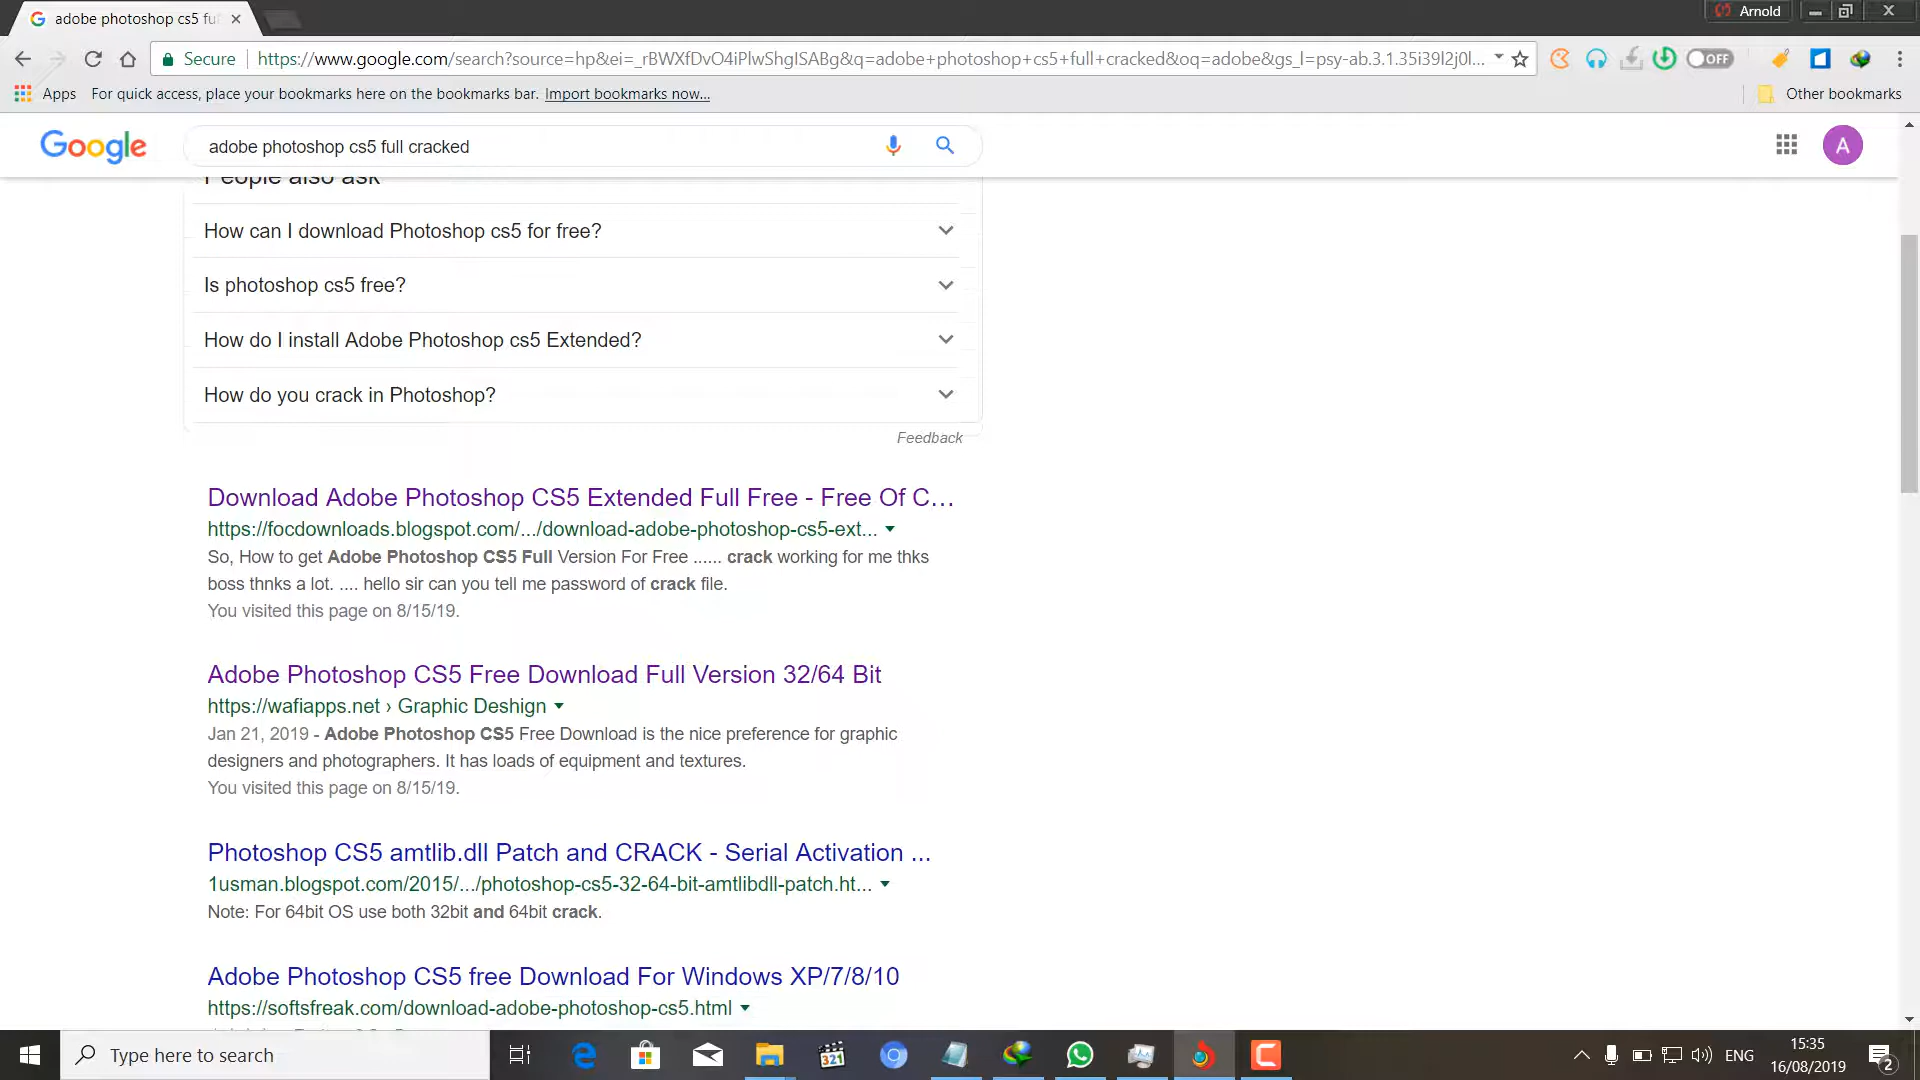 adobe photoshop cs5 ful
Arnold
Secure
https://www.google.com/search?source=hp&ei=_rBWXfDvO4iPlwShgISABg&q=adobe+photoshop+cs5+full+cracked&oq=adobe&gs_l=psy-ab.3.1.35i39l2j0l...
OFF
Apps
For quick access, place your bookmarks here on the bookmarks bar. Import bookmarks now...
Other bookmarks
Google
adobe photoshop cs5 full cracked
A
People also ask
How can I download Photoshop cs5 for free?
Is photoshop cs5 free?
How do I install Adobe Photoshop cs5 Extended?
How do you crack in Photoshop?
Feedback
Download Adobe Photoshop CS5 Extended Full Free - Free Of C...
https://focdownloads.blogspot.com/.../download-adobe-photoshop-cs5-ext...
So, How to get Adobe Photoshop CS5 Full Version For Free ...... crack working for me thks
boss thnks a lot. .... hello sir can you tell me password of crack file.
You visited this page on 8/15/19.
Adobe Photoshop CS5 Free Download Full Version 32/64 Bit
https://wafiapps.net › Graphic Deshign
Jan 21, 2019 - Adobe Photoshop CS5 Free Download is the nice preference for graphic
designers and photographers. It has loads of equipment and textures.
You visited this page on 8/15/19.
Photoshop CS5 amtlib.dll Patch and CRACK - Serial Activation ...
1usman.blogspot.com/2015/.../photoshop-cs5-32-64-bit-amtlibdll-patch.ht...
Note: For 64bit OS use both 32bit and 64bit crack.
Adobe Photoshop CS5 free Download For Windows XP/7/8/10
https://softsfreak.com/download-adobe-photoshop-cs5.html
Type here to search
321
ENG
15:35
16/08/2019
2